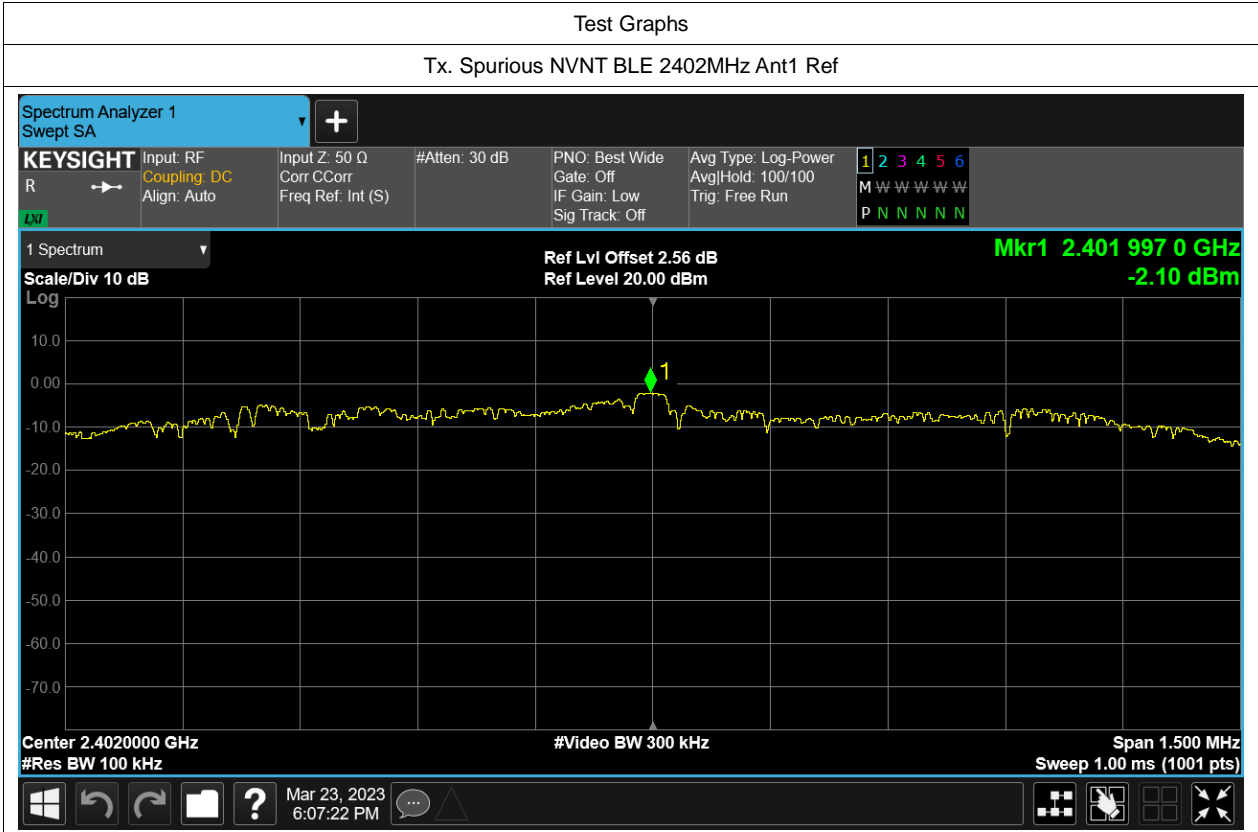 Test Graphs
Tx. Spurious NVNT BLE 2402MHz Ant1 Ref
Spectrum Analyzer 1
Swept SA
+
KEYSIGHT
R
LXI
Input: RF
Coupling: DC
Align: Auto
Input Z: 50 Ω
Corr CCorr
Freq Ref: Int (S)
#Atten: 30 dB
PNO: Best Wide
Gate: Off
IF Gain: Low
Sig Track: Off
Avg Type: Log-Power
Avg|Hold: 100/100
Trig: Free Run
1 2 3 4 5 6
M W W W W W
P N N N N N
1 Spectrum
Scale/Div 10 dB
Log
Ref Lvl Offset 2.56 dB
Ref Level 20.00 dBm
Mkr1 2.401 997 0 GHz
-2.10 dBm
1
10.0
0.00
-10.0
-20.0
-30.0
-40.0
-50.0
-60.0
-70.0
Center 2.4020000 GHz
#Video BW 300 kHz
Span 1.500 MHz
#Res BW 100 kHz
Sweep 1.00 ms (1001 pts)
?
Mar 23, 2023
6:07:22 PM